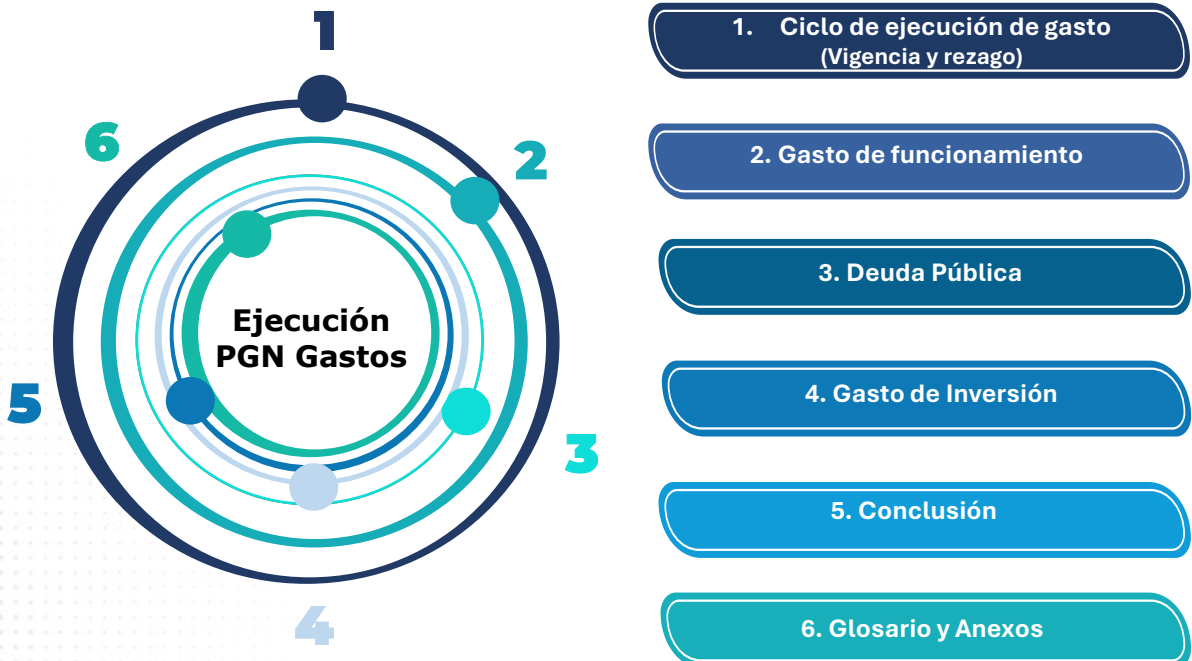 1
6
2
Ejecución
PGN Gastos
5
3
4
1. Ciclo de ejecución de gasto
(Vigencia y rezago)
2. Gasto de funcionamiento
3. Deuda Pública
4. Gasto de Inversión
5. Conclusión
6. Glosario y Anexos